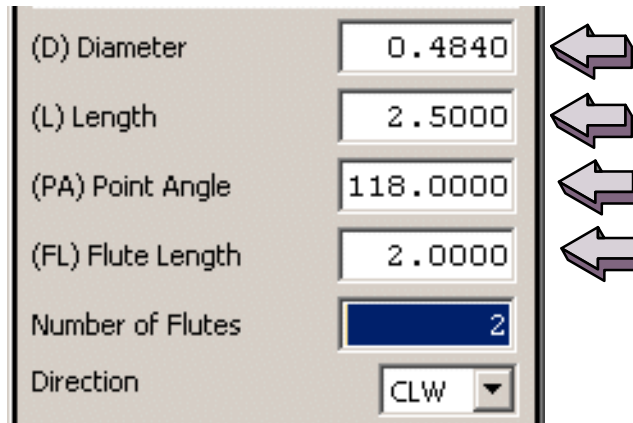 (D) Diameter 0.4840
(L) Length 2.5000
(PA) Point Angle 118.0000
(FL) Flute Length 2.0000
Number of Flutes 2
Direction CLW